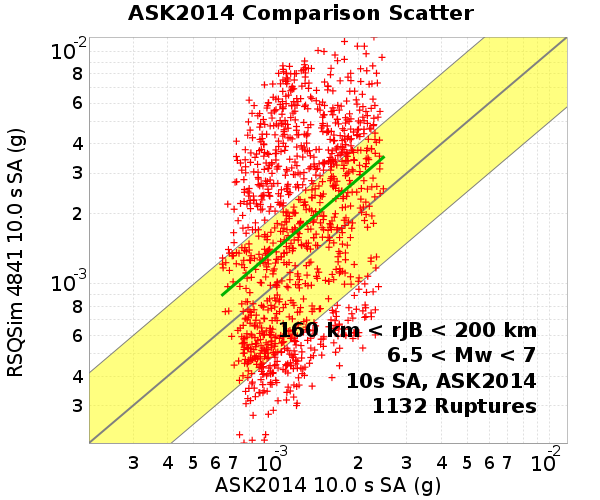 ASK2014 Comparison Scatter
RSQSim 4841 10.0 s SA (g)
10-2
8
6
4
3
2
10-3
8
6
4
3
160 km < rJB < 200 km
6.5 < Mw < 7
10s SA, ASK2014
1132 Ruptures
3 4 5 6 7 10-3 2 3 4 5 6 7 10-2
ASK2014 10.0 s SA (g)